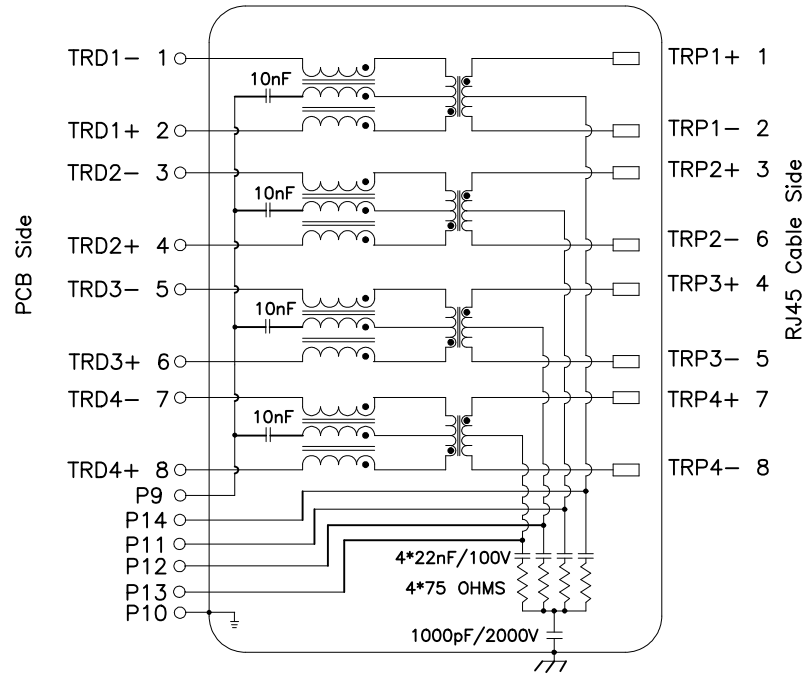 TRD1- 1
TRP1+ 1
10nF
TRD1+ 2
TRP1- 2
TRD2- 3
TRP2+ 3
10nF
TRD2+ 4
TRP2- 6
TRD3- 5
TRP3+ 4
10nF
TRD3+ 6
TRP3- 5
TRD4- 7
TRP4+ 7
10nF
TRD4+ 8
TRP4- 8
PCB Side
RJ45 Cable Side
P9
P14
P11
P12
P13
P10
4*22nF/100V
4*75 OHMS
1000pF/2000V